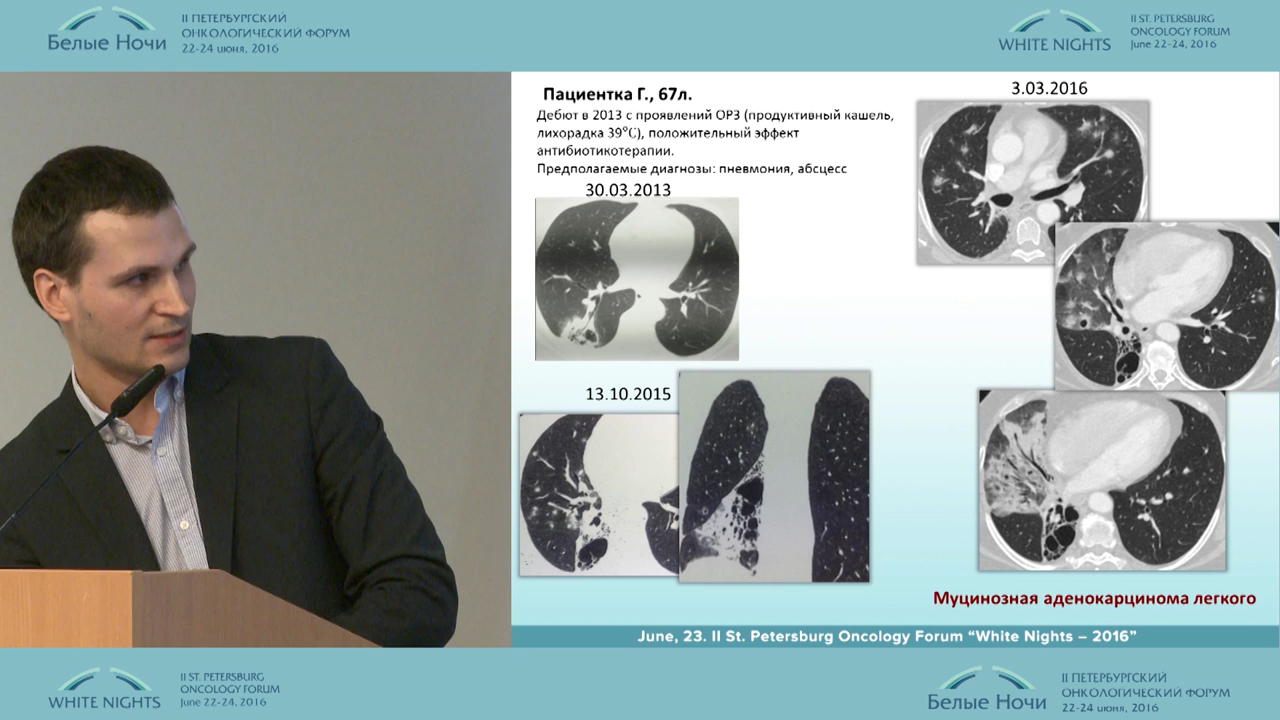 Белые Ночи
II ПЕТЕРБУРГСКИЙ
ОНКОЛОГИЧЕСКИЙ ФОРУМ
22-24 июня, 2016
WHITE NIGHTS
II ST. PETERSBURG
ONCOLOGY FORUM
June 22-24, 2016
Пациентка Г., 67л.
Дебют в 2013 с проявлений ОРЗ (продуктивный кашель,
лихорадка 39°С), положительный эффект
антибиотикотерапии.
Предполагаемые диагнозы: пневмония, абсцесс
30.03.2013
13.10.2015
3.03.2016
Муцинозная аденокарцинома легкого
June, 23. II St. Petersburg Oncology Forum “White Nights – 2016”
WHITE NIGHTS
II ST. PETERSBURG
ONCOLOGY FORUM
June 22-24, 2016
Белые Ночи
II ПЕТЕРБУРГСКИЙ
ОНКОЛОГИЧЕСКИЙ ФОРУМ
22-24 июня, 2016